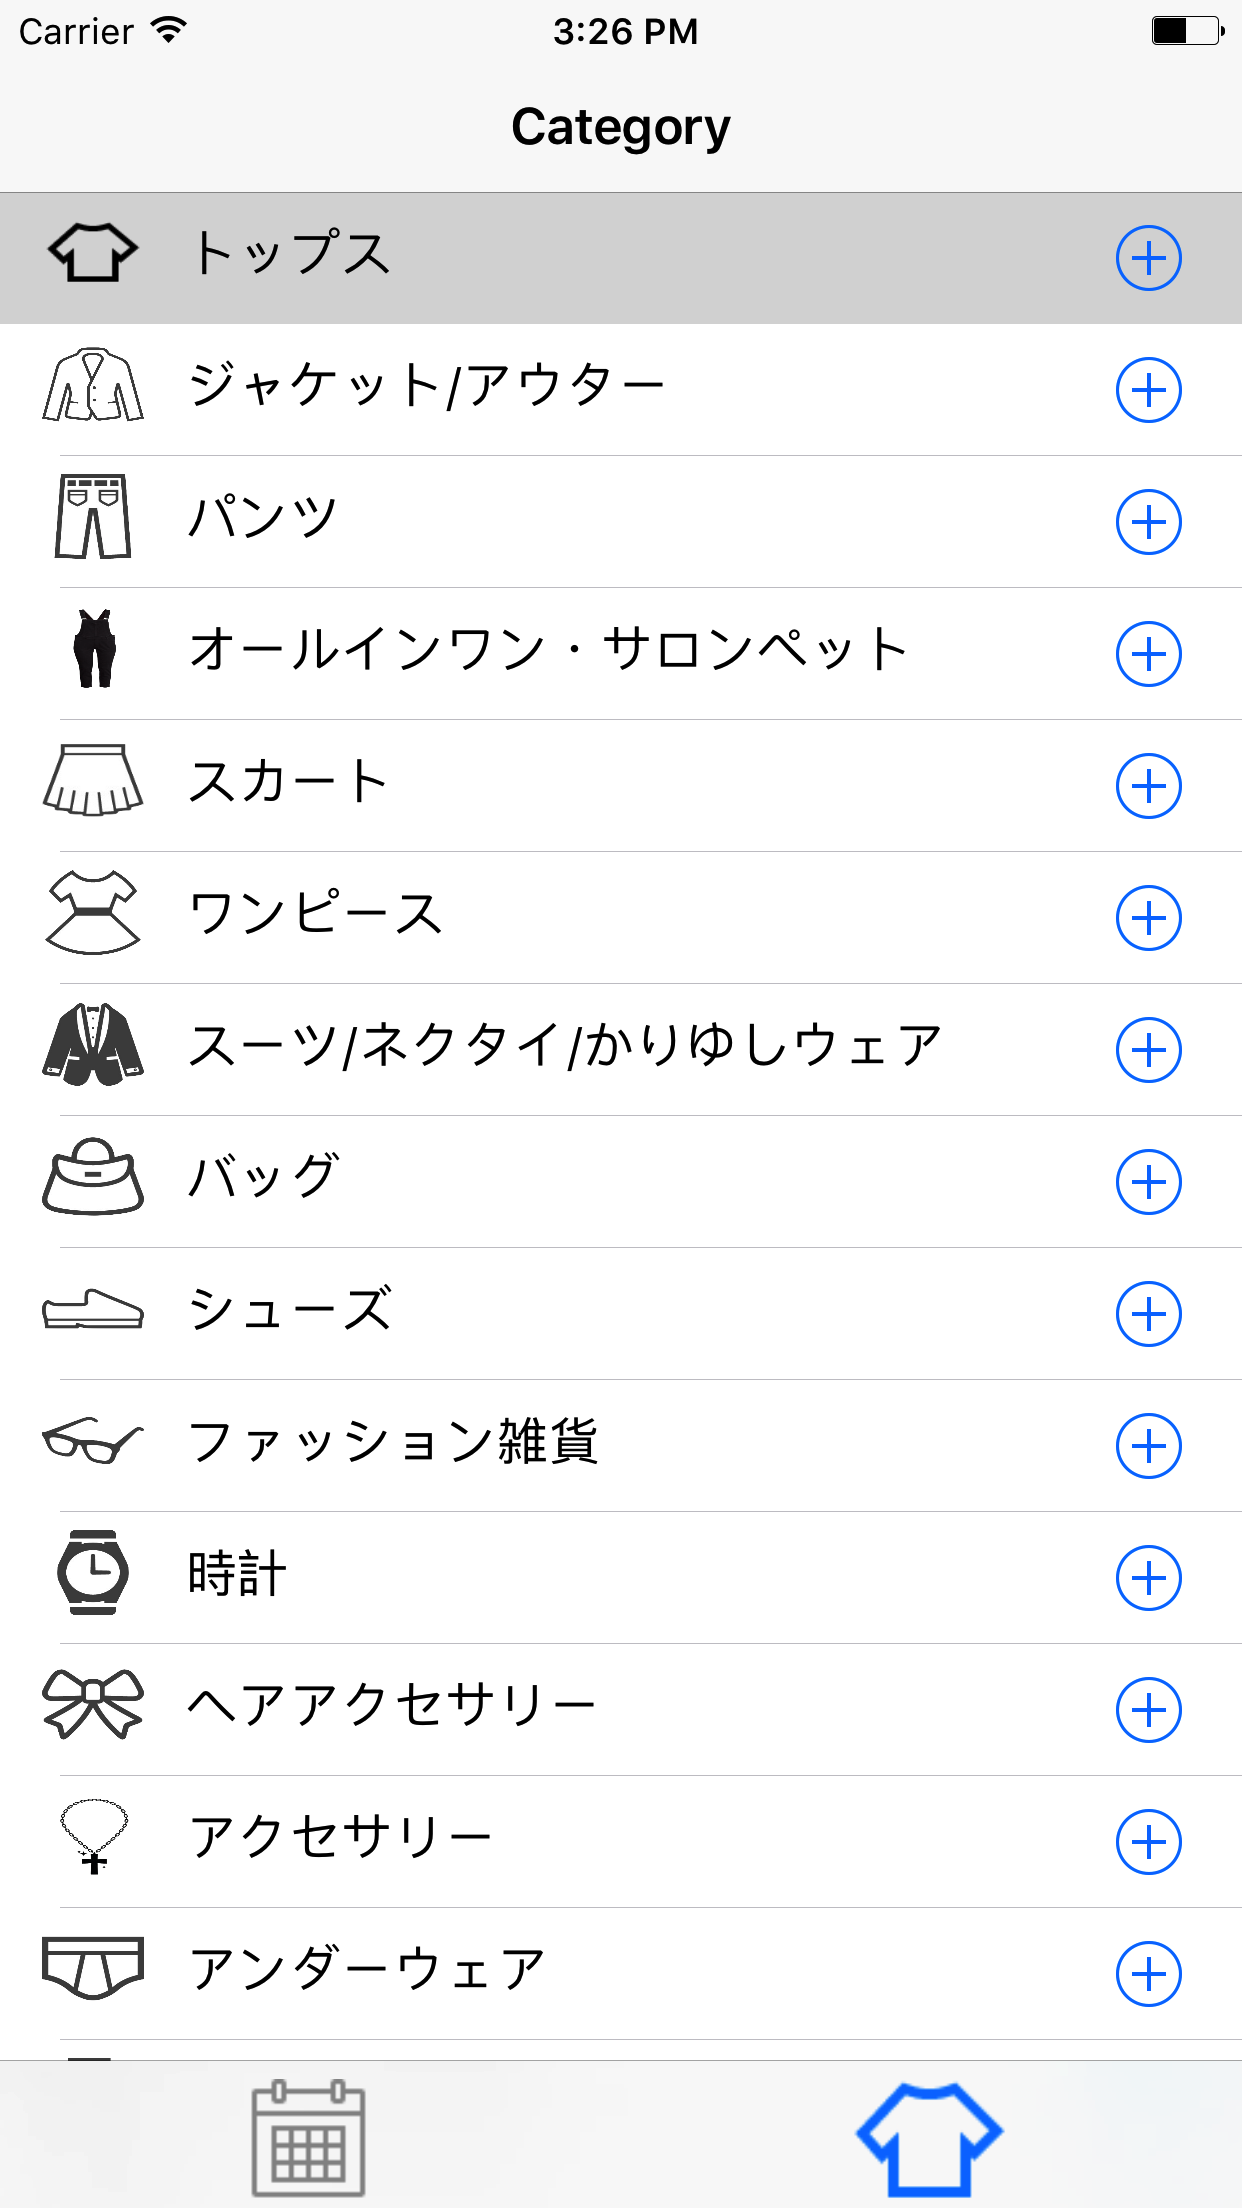 Carrier 3:26 PM
Category
トップス
ジャケット/アウター
パンツ
オールインワン・サロンペット
スカート
ワンピース
スーツ/ネクタイ/かりゆしウェア
バッグ
シューズ
ファッション雑貨
時計
ヘアアクセサリー
アクセサリー
アンダーウェア